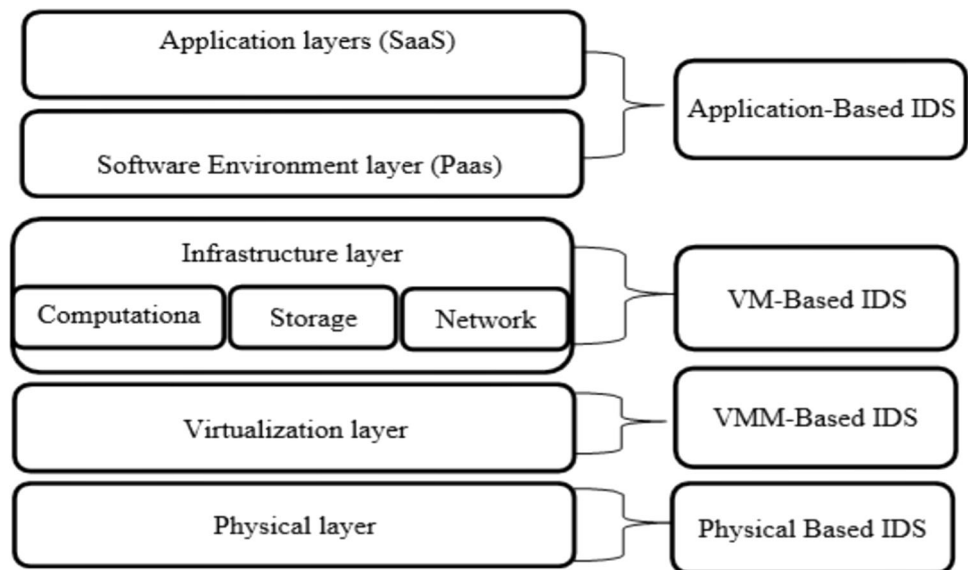 Application layers (SaaS)
Application-Based IDS
Software Environment layer (Paas)
Infrastructure layer
Computationa
Storage
Network
VM-Based IDS
Virtualization layer
VMM-Based IDS
Physical layer
Physical Based IDS